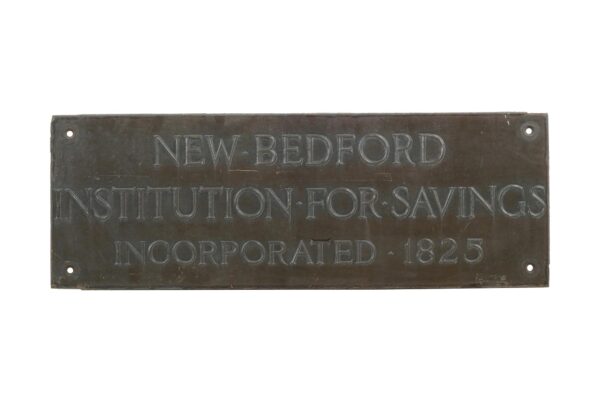 NEW·BEDFORD
INSTITUTION·FOR·SAVINGS
INCORPORATED · 1825